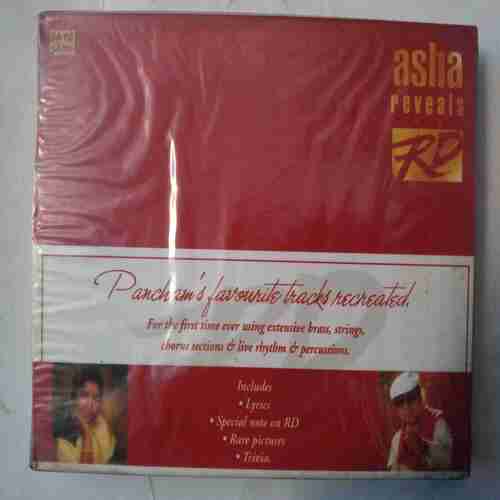 asha
reveals
RD
Pancham's favourite tracks recreated.
For the first time ever using extensive brass, strings,
chorus sections & live rhythm & percussions.
Includes
• Lyrics
• Special note on RD
• Rare pictures
• Trivia.